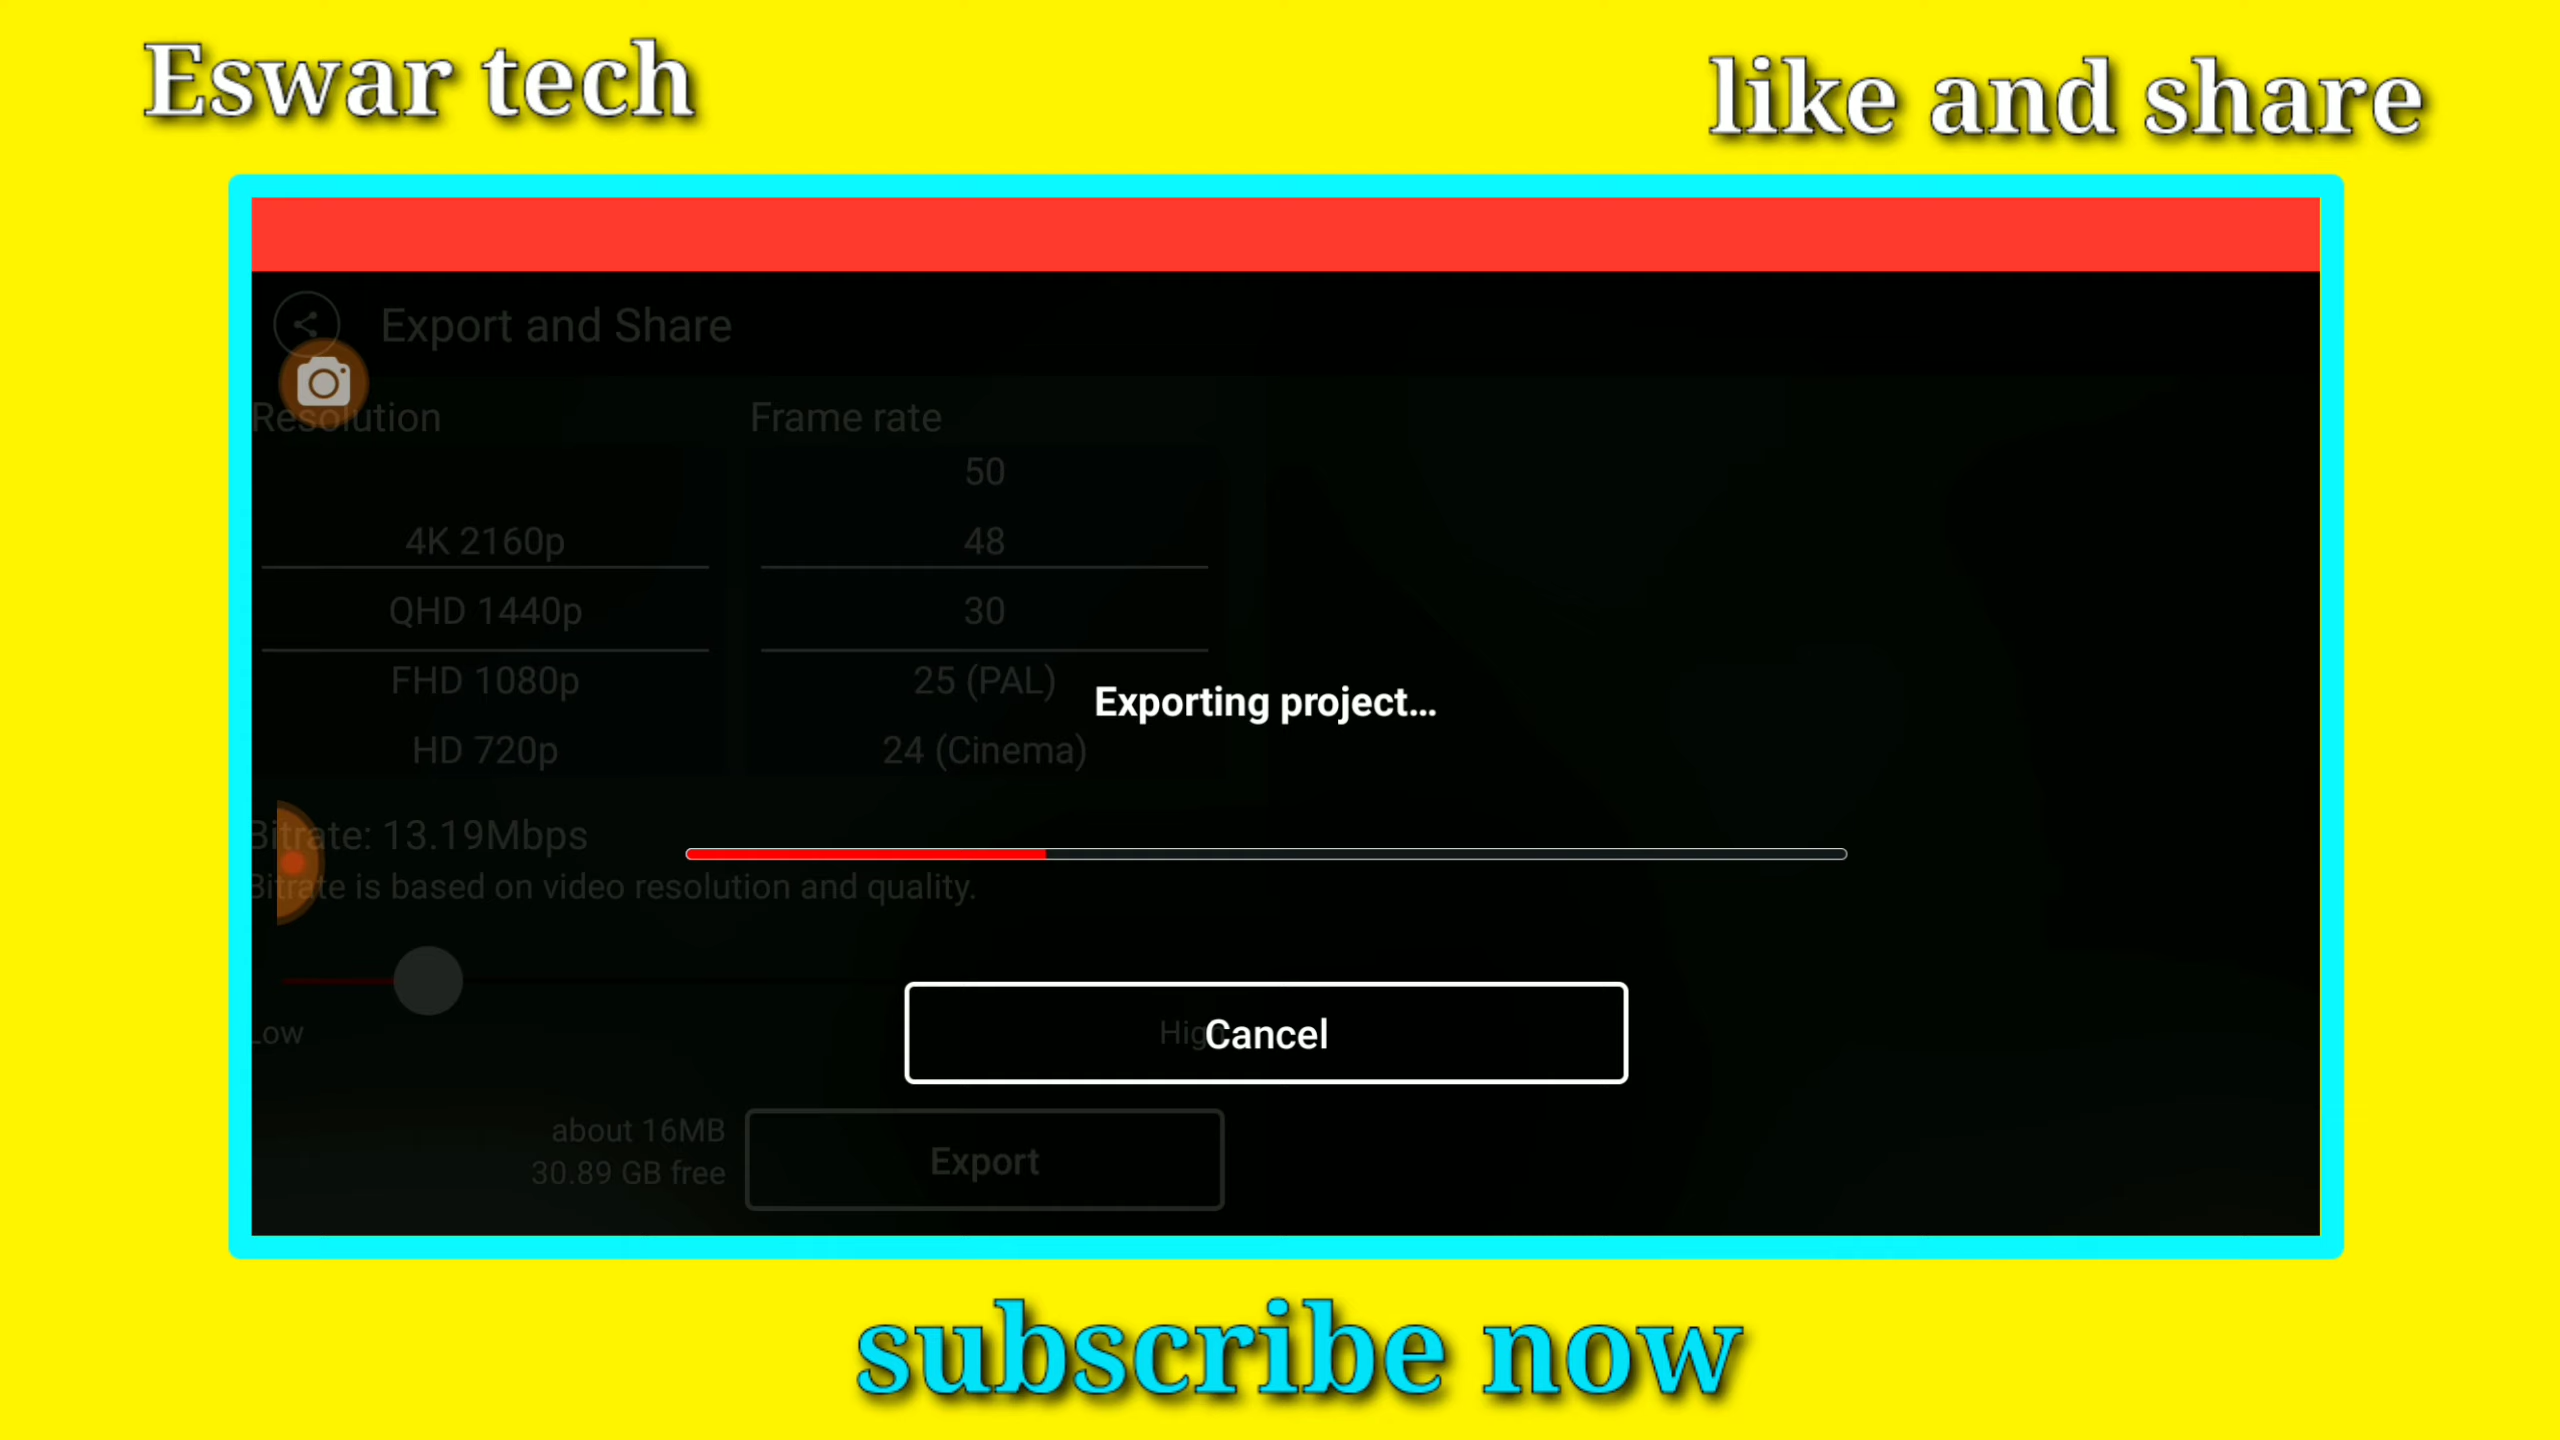 Eswar tech
like and share
Export and Share
Resolution
Frame rate
50
4K 2160p
48
QHD 1440p
30
FHD 1080p
25 (PAL)
Exporting project...
HD 720p
24 (Cinema)
Bitrate: 13.19Mbps
Bitrate is based on video resolution and quality.
Low
High
Cancel
about 16MB
30.89 GB free
Export
subscribe now